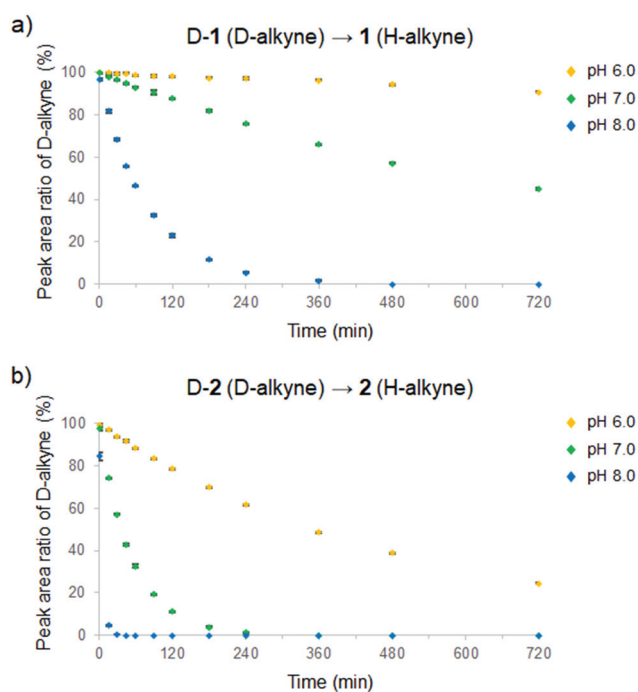 a)
D-1 (D-alkyne) → 1 (H-alkyne)
Peak area ratio of D-alkyne (%)
100
80
60
40
20
0
0 120 240 360 480 600 720
Time (min)
pH 6.0
pH 7.0
pH 8.0
b)
D-2 (D-alkyne) → 2 (H-alkyne)
Peak area ratio of D-alkyne (%)
100
80
60
40
20
0
0 120 240 360 480 600 720
Time (min)
pH 6.0
pH 7.0
pH 8.0